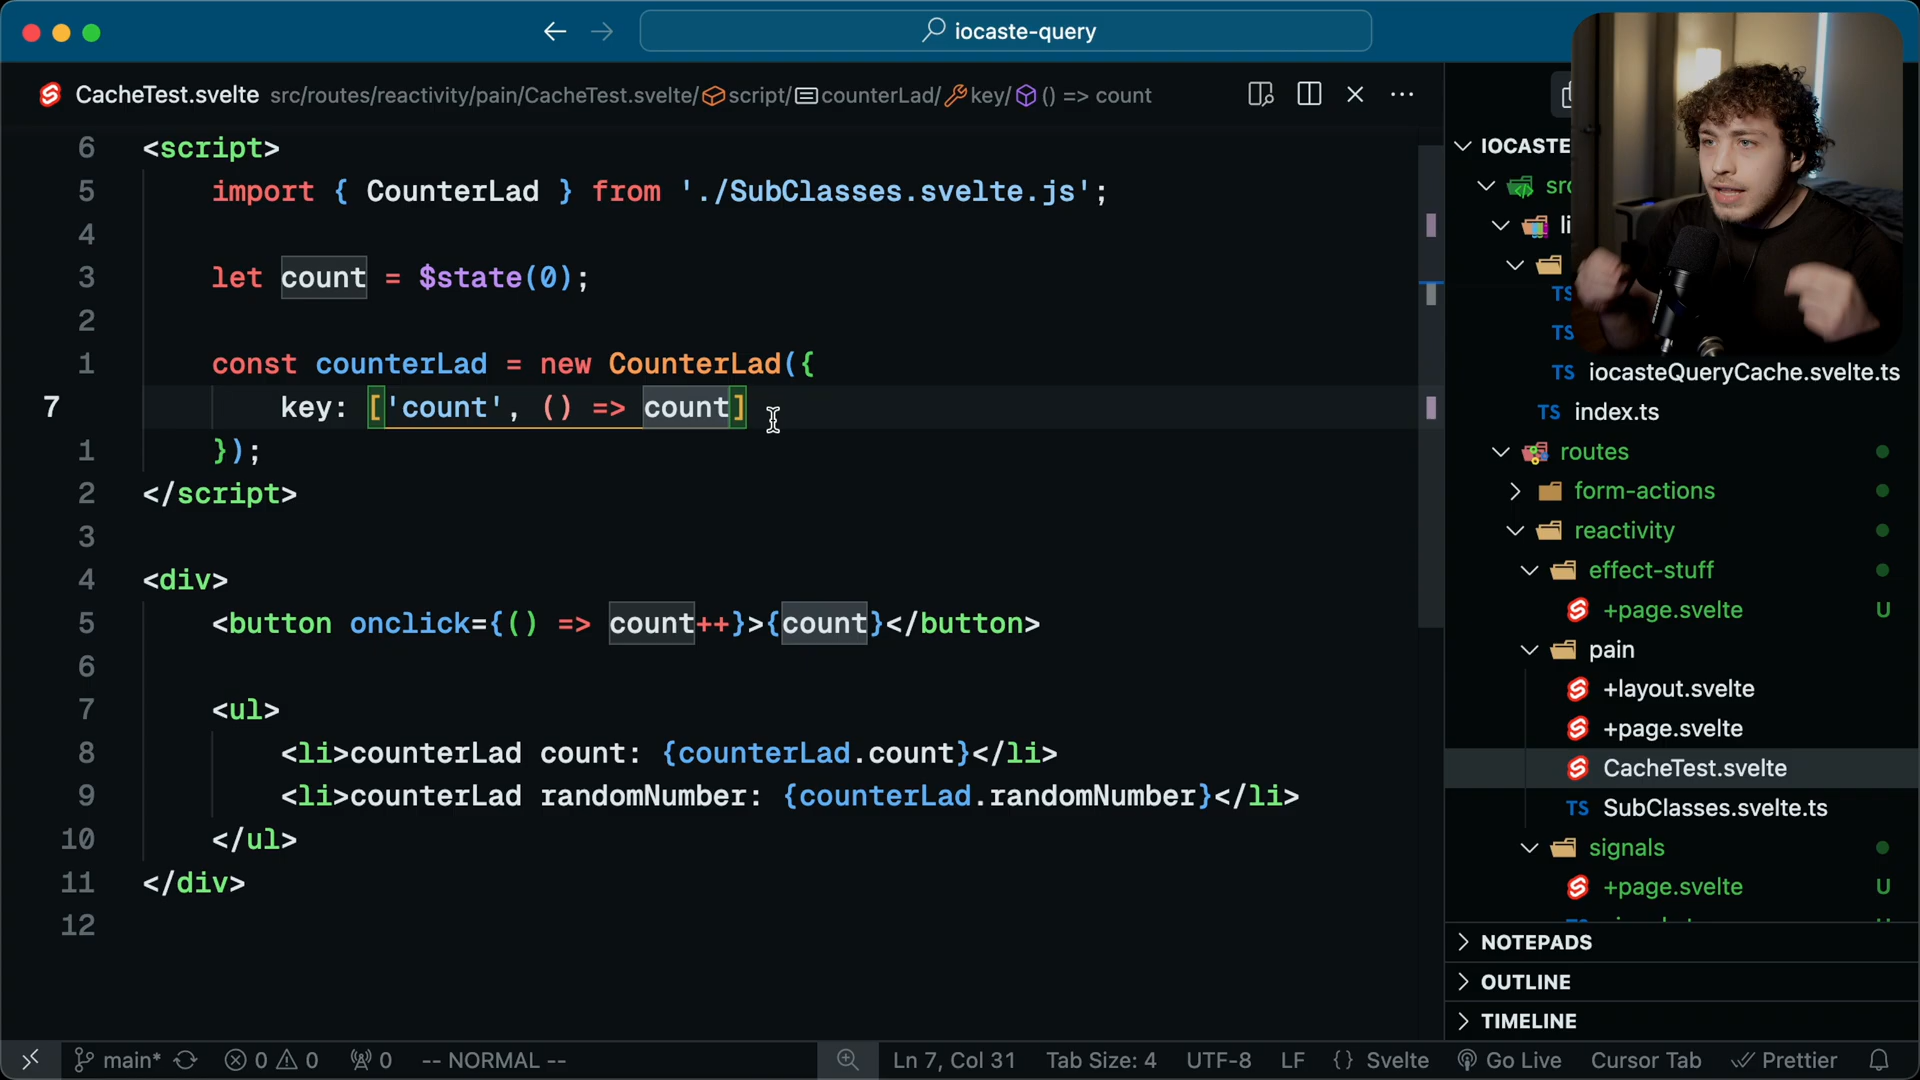 iocaste-query
CacheTest.svelte src/routes/reactivity/pain/CacheTest.svelte/script/counterLad/key/() => count
6 <script>
5 import { CounterLad } from './SubClasses.svelte.js';
4
3 let count = $state(0);
2
1 const counterLad = new CounterLad({
7 key: ['count', () => count]
1 });
2 </script>
3
4 <div>
5 <button onclick={() => count++}>{count}</button>
6
7 <ul>
8 <li>counterLad count: {counterLad.count}</li>
9 <li>counterLad randomNumber: {counterLad.randomNumber}</li>
10 </ul>
11 </div>
12
IOCASTE
src
li
TS
TS
TS iocasteQueryCache.svelte.ts
TS index.ts
routes
form-actions
reactivity
effect-stuff
+page.svelte U
pain
+layout.svelte
+page.svelte
CacheTest.svelte
TS SubClasses.svelte.ts
signals
+page.svelte U
NOTEPADS
OUTLINE
TIMELINE
main* 0 0 0 -- NORMAL -- Ln 7, Col 31 Tab Size: 4 UTF-8 LF {} Svelte Go Live Cursor Tab Prettier